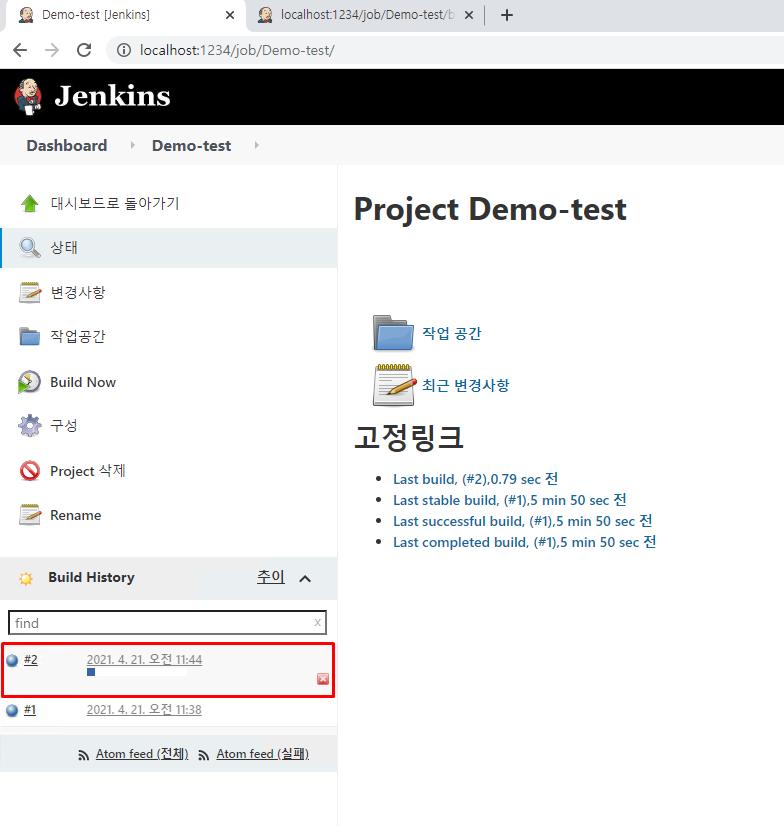 Demo-test [Jenkins]
localhost:1234/job/Demo-test/b
localhost:1234/job/Demo-test/
Jenkins
Dashboard
Demo-test
대시보드로 돌아가기
상태
변경사항
작업공간
Build Now
구성
Project 삭제
Rename
Build History
추이
find
x
#2
2021. 4. 21. 오전 11:44
#1
2021. 4. 21. 오전 11:38
Atom feed (전체)
Atom feed (실패)
Project Demo-test
작업 공간
최근 변경사항
고정링크
Last build, (#2),0.79 sec 전
Last stable build, (#1),5 min 50 sec 전
Last successful build, (#1),5 min 50 sec 전
Last completed build, (#1),5 min 50 sec 전